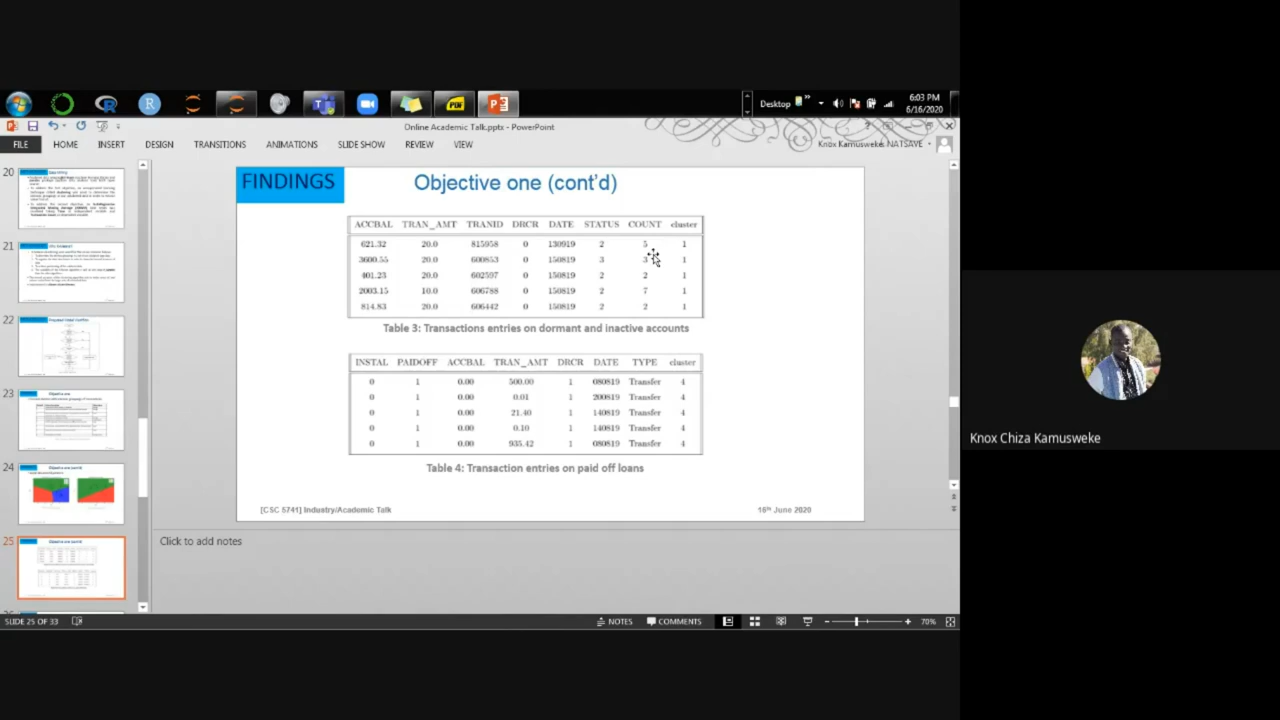 Desktop
6:03 PM
6/16/2020
Online Academic Talk.pptx - PowerPoint
FILE HOME INSERT DESIGN TRANSITIONS ANIMATIONS SLIDE SHOW REVIEW VIEW
Knox Kamusweke NATSAVE
FINDINGS
Objective one (cont'd)
ACCBAL TRAN_AMT TRANID DRCR DATE STATUS COUNT cluster
621.32 20.0 815958 0 130919 2 5 1
3600.55 20.0 600853 0 150819 3 3 1
401.23 20.0 602597 0 150819 2 2 1
2003.15 10.0 606788 0 150819 2 7 1
814.83 20.0 606442 0 150819 2 2 1
Table 3: Transactions entries on dormant and inactive accounts
INSTAL PAIDOFF ACCBAL TRAN_AMT DRCR DATE TYPE cluster
0 1 0.00 500.00 1 080819 Transfer 4
0 1 0.00 0.01 1 200819 Transfer 4
0 1 0.00 21.40 1 140819 Transfer 4
0 1 0.00 0.10 1 140819 Transfer 4
0 1 0.00 935.42 1 080819 Transfer 4
Table 4: Transaction entries on paid off loans
[CSC 5741] Industry/Academic Talk
16th June 2020
20
21
22
23
24
25
Click to add notes
SLIDE 25 OF 33
NOTES COMMENTS
70%
Knox Chiza Kamusweke